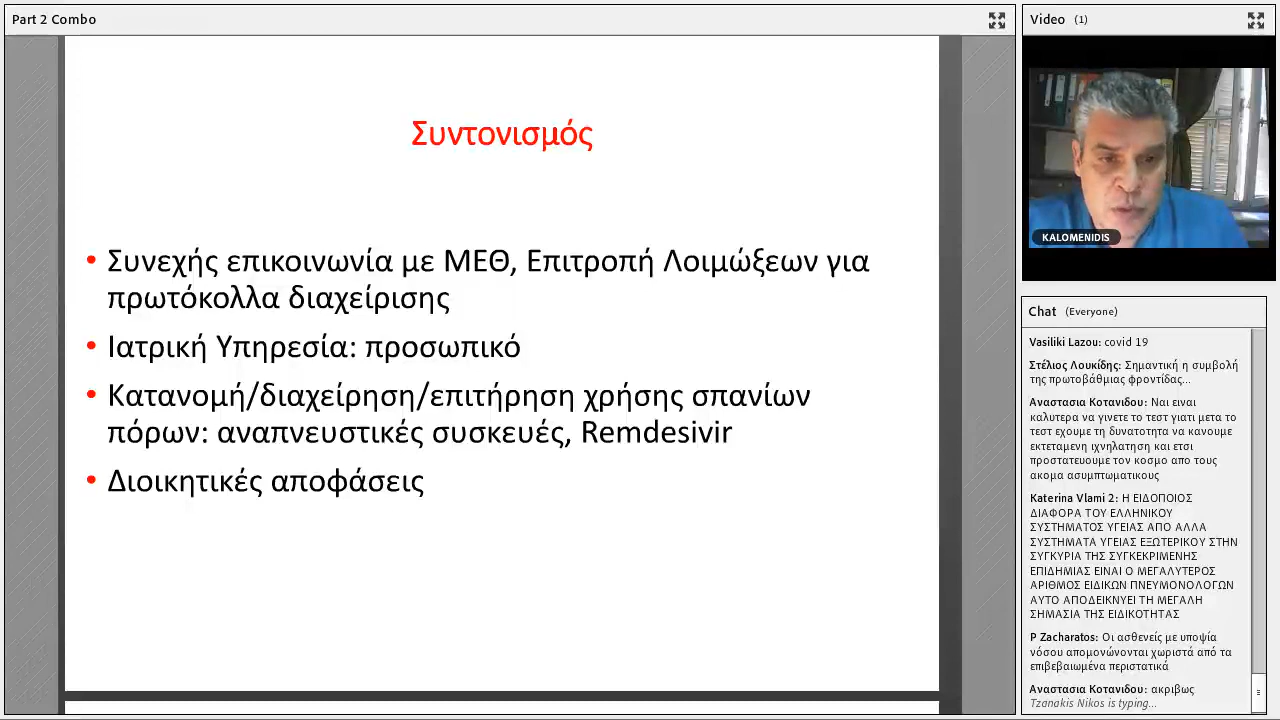 Part 2 Combo
Συντονισμός
• Συνεχής επικοινωνία με ΜΕΘ, Επιτροπή Λοιμώξεων για
πρωτόκολλα διαχείρισης
• Ιατρική Υπηρεσία: προσωπικό
• Κατανομή/διαχείρηση/επιτήρηση χρήσης σπανίων
πόρων: αναπνευστικές συσκευές, Remdesivir
• Διοικητικές αποφάσεις
Video (1)
KALOMENIDIS
Chat (Everyone)
Vasiliki Lazou: covid 19
Στέλιος Λουκίδης: Σημαντική η συμβολή
της πρωτοβάθμιας φροντίδας...
Αναστασια Κοτανιδου: Ναι ειναι
καλυτερα να γινετε το τεστ γιατι μετα το
τεστ εχουμε τη δυνατοτητα να κανουμε
εκτεταμενη ιχνηλατηση και ετσι
προστατευουμε τον κοσμο απο τους
ακομα ασυμπτωματικους
Katerina Vlami 2: Η ΕΙΔΟΠΟΙΟΣ
ΔΙΑΦΟΡΑ ΤΟΥ ΕΛΛΗΝΙΚΟΥ
ΣΥΣΤΗΜΑΤΟΣ ΥΓΕΙΑΣ ΑΠΟ ΑΛΛΑ
ΣΥΣΤΗΜΑΤΑ ΥΓΕΙΑΣ ΕΞΩΤΕΡΙΚΟΥ ΣΤΗΝ
ΣΥΓΚΥΡΙΑ ΤΗΣ ΣΥΓΚΕΚΡΙΜΕΝΗΣ
ΕΠΙΔΗΜΙΑΣ ΕΙΝΑΙ Ο ΜΕΓΑΛΥΤΕΡΟΣ
ΑΡΙΘΜΟΣ ΕΙΔΙΚΩΝ ΠΝΕΥΜΟΝΟΛΟΓΩΝ
ΑΥΤΟ ΑΠΟΔΕΙΚΝΥΕΙ ΤΗ ΜΕΓΑΛΗ
ΣΗΜΑΣΙΑ ΤΗΣ ΕΙΔΙΚΟΤΗΤΑΣ
P Zacharatos: Οι ασθενείς με υποψία
νόσου απομονώνονται χωριστά από τα
επιβεβαιωμένα περιστατικά
Αναστασια Κοτανιδου: ακριβως
Tzanakis Nikos is typing...